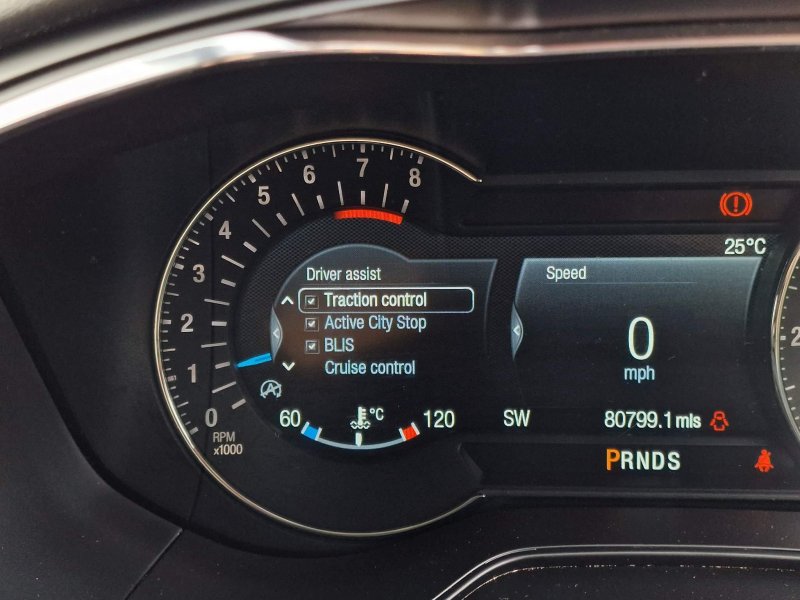 0
1
2
3
4
5
6
7
8
RPM
x1000
Driver assist
Traction control
Active City Stop
BLIS
Cruise control
A
60
°C
120
25°C
Speed
0
mph
SW
80799.1 mls
PRNDS
2